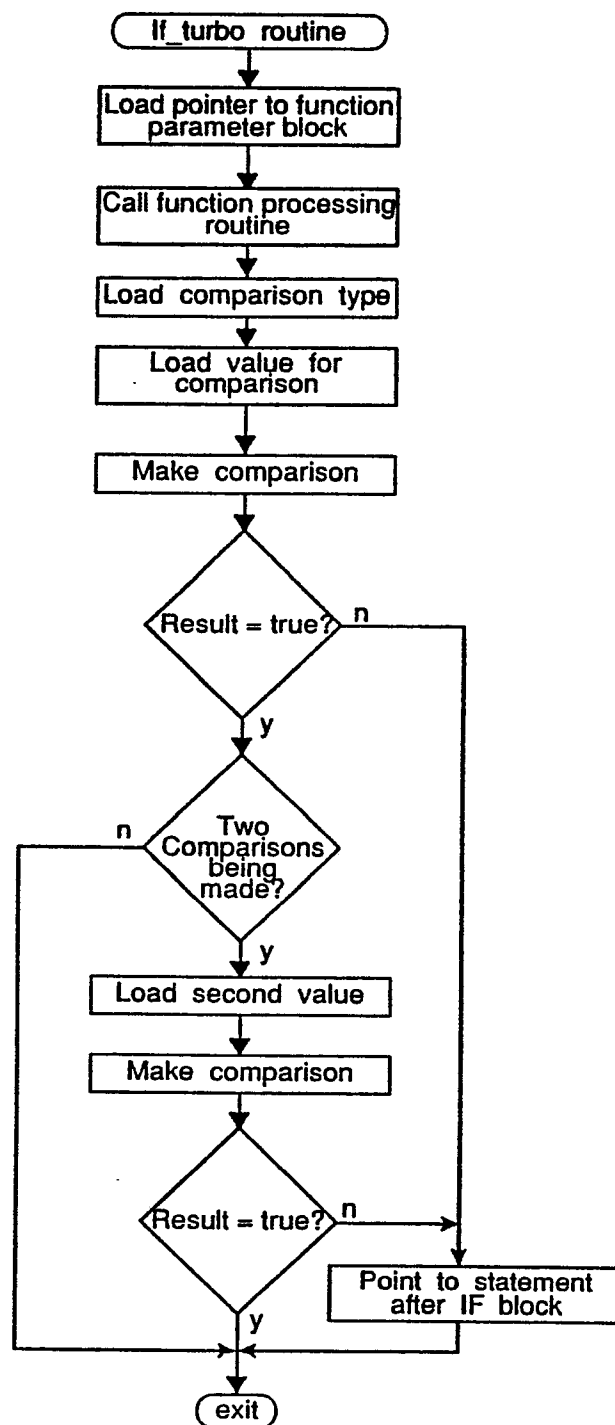 If_turbo routine
Load pointer to function
parameter block
Call function processing
routine
Load comparison type
Load value for
comparison
Make comparison
Result = true?
n
y
Two
Comparisons
being
made?
n
y
Load second value
Make comparison
Result = true?
n
Point to statement
after IF block
y
exit